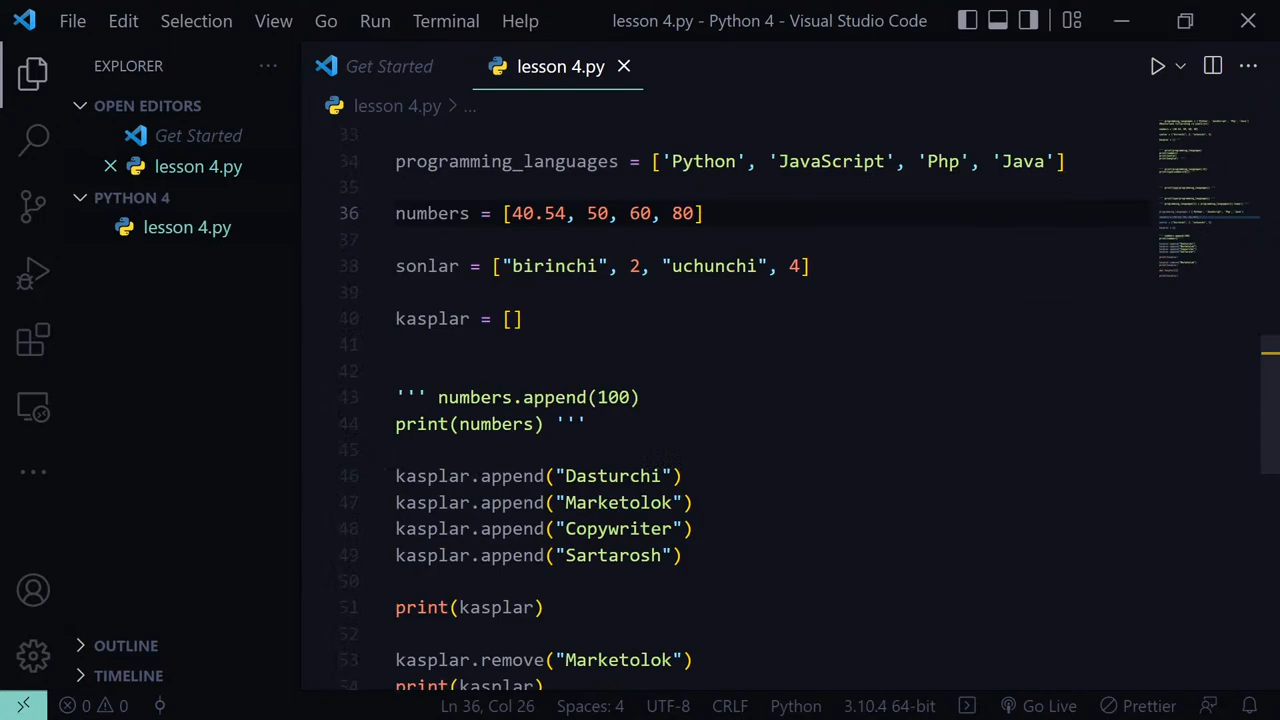 File Edit Selection View Go Run Terminal Help lesson 4.py - Python 4 - Visual Studio Code
EXPLORER
OPEN EDITORS
Get Started
lesson 4.py
PYTHON 4
lesson 4.py
OUTLINE
TIMELINE
Get Started lesson 4.py
lesson 4.py > ...
33
34 programming_languages = ['Python', 'JavaScript', 'Php', 'Java']
35
36 numbers = [40.54, 50, 60, 80]
37
38 sonlar = ["birinchi", 2, "uchunchi", 4]
39
40 kasplar = []
41
42
43 ''' numbers.append(100)
44 print(numbers) '''
45
46 kasplar.append("Dasturchi")
47 kasplar.append("Marketolok")
48 kasplar.append("Copywriter")
49 kasplar.append("Sartarosh")
50
51 print(kasplar)
52
53 kasplar.remove("Marketolok")
54 print(kasplar)
0 0 Ln 36, Col 26 Spaces: 4 UTF-8 CRLF Python 3.10.4 64-bit Go Live Prettier